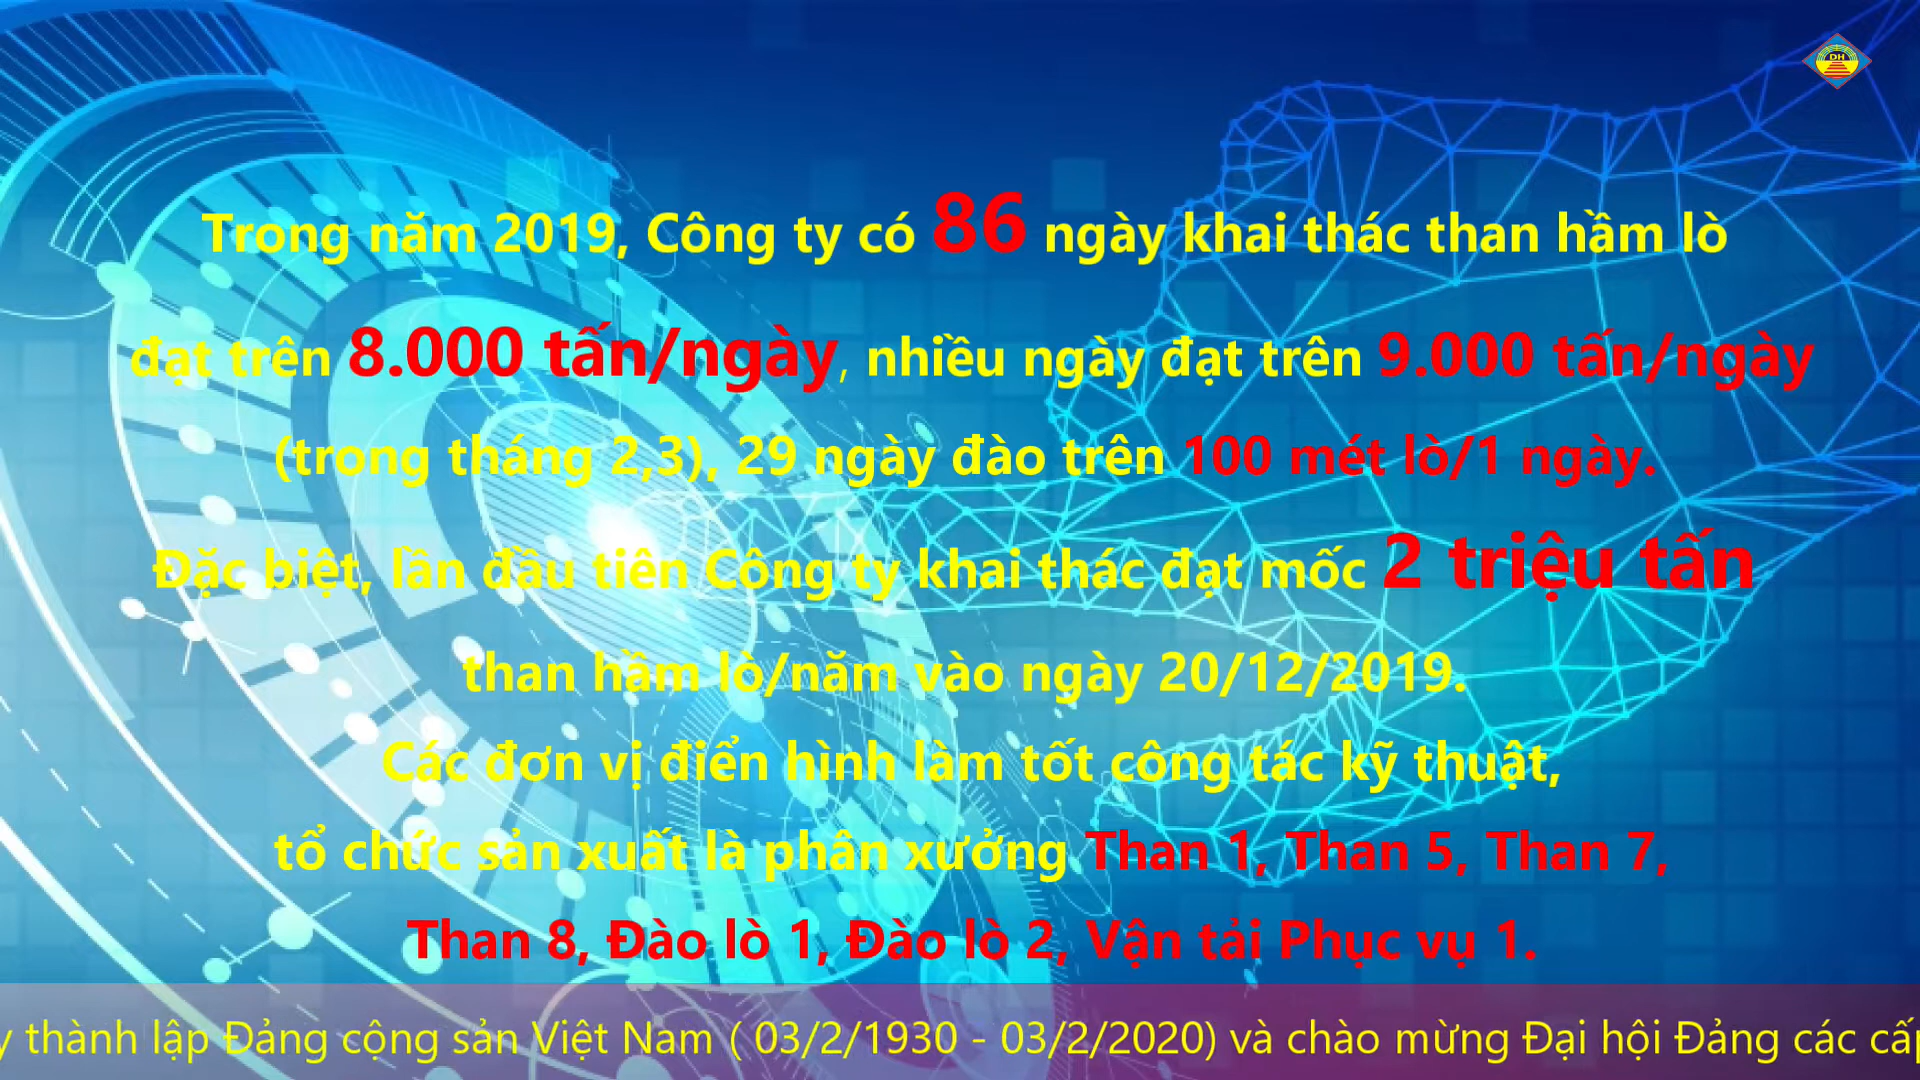 DH
Trong năm 2019, Công ty có 86 ngày khai thác than hầm lò
đạt trên 8.000 tấn/ngày, nhiều ngày đạt trên 9.000 tấn/ngày
(trong tháng 2,3), 29 ngày đào trên 100 mét lò/1 ngày.
Đặc biệt, lần đầu tiên Công ty khai thác đạt mốc 2 triệu tấn
than hầm lò/năm vào ngày 20/12/2019.
Các đơn vị điển hình làm tốt công tác kỹ thuật,
tổ chức sản xuất là phân xưởng Than 1, Than 5, Than 7,
Than 8, Đào lò 1, Đào lò 2, Vận tải Phục vụ 1.
y thành lập Đảng cộng sản Việt Nam ( 03/2/1930 - 03/2/2020) và chào mừng Đại hội Đảng các cấp